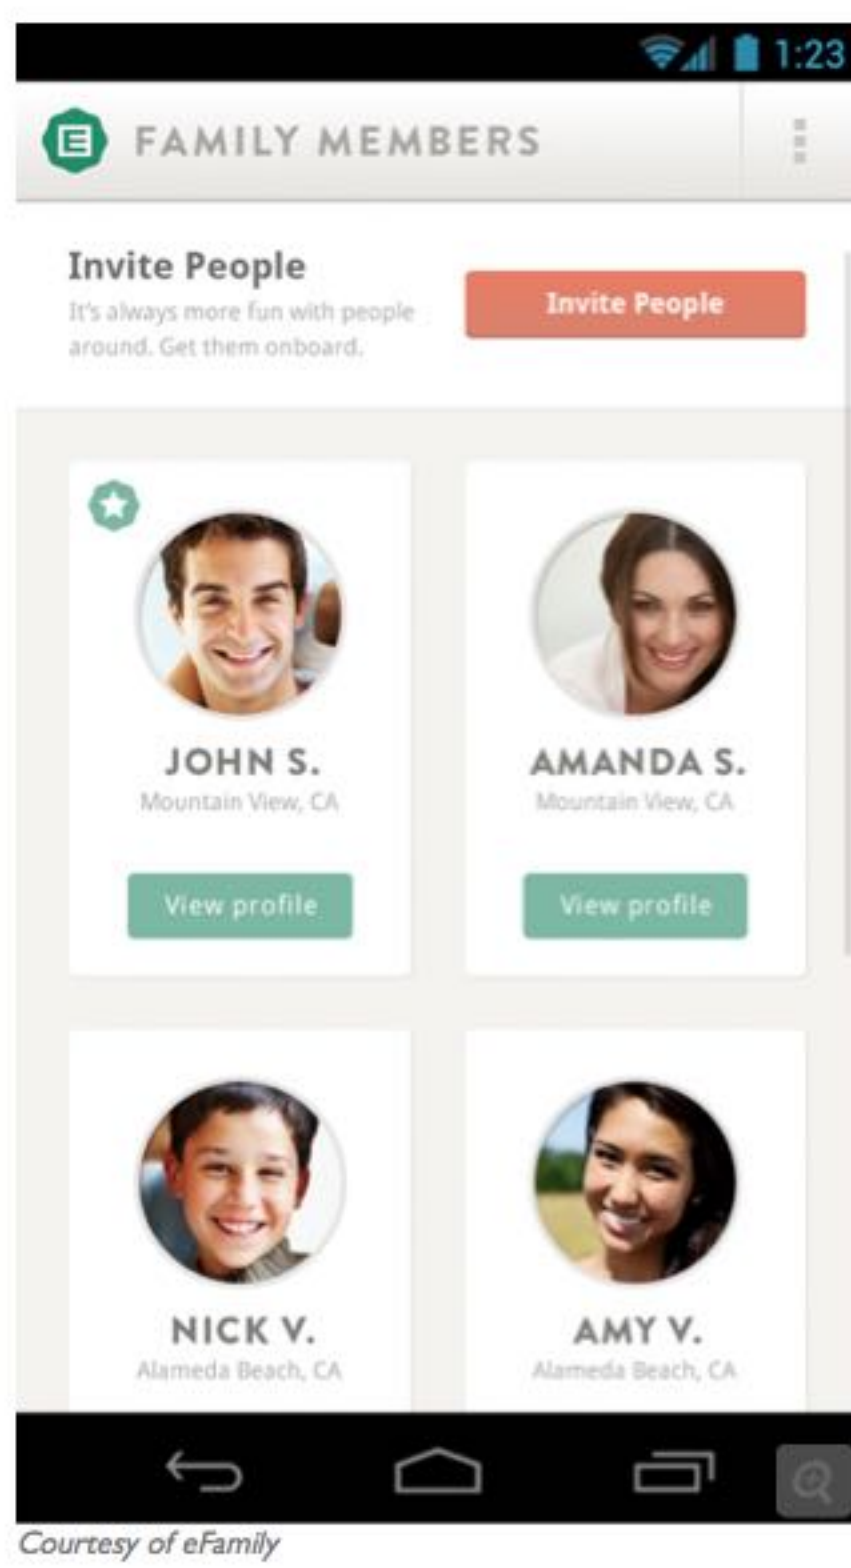 1:23
E FAMILY MEMBERS
Invite People
It's always more fun with people
around. Get them onboard.
Invite People
JOHN S.
Mountain View, CA
View profile
AMANDA S.
Mountain View, CA
View profile
NICK V.
Alameda Beach, CA
AMY V.
Alameda Beach, CA
Courtesy of eFamily